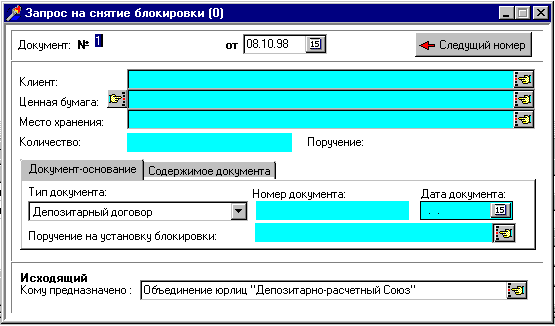 Запрос на снятие блокировки (0)
Документ: № 1 от 08.10.98 15 Следущий номер
Клиент:
Ценная бумага:
Место хранения:
Количество: Поручение:
Документ-основание Содержимое документа
Тип документа: Номер документа: Дата документа:
Депозитарный договор . . 15
Поручение на установку блокировки:
Исходящий
Кому предназначено : Объединение юрлиц "Депозитарно-расчетный Союз"